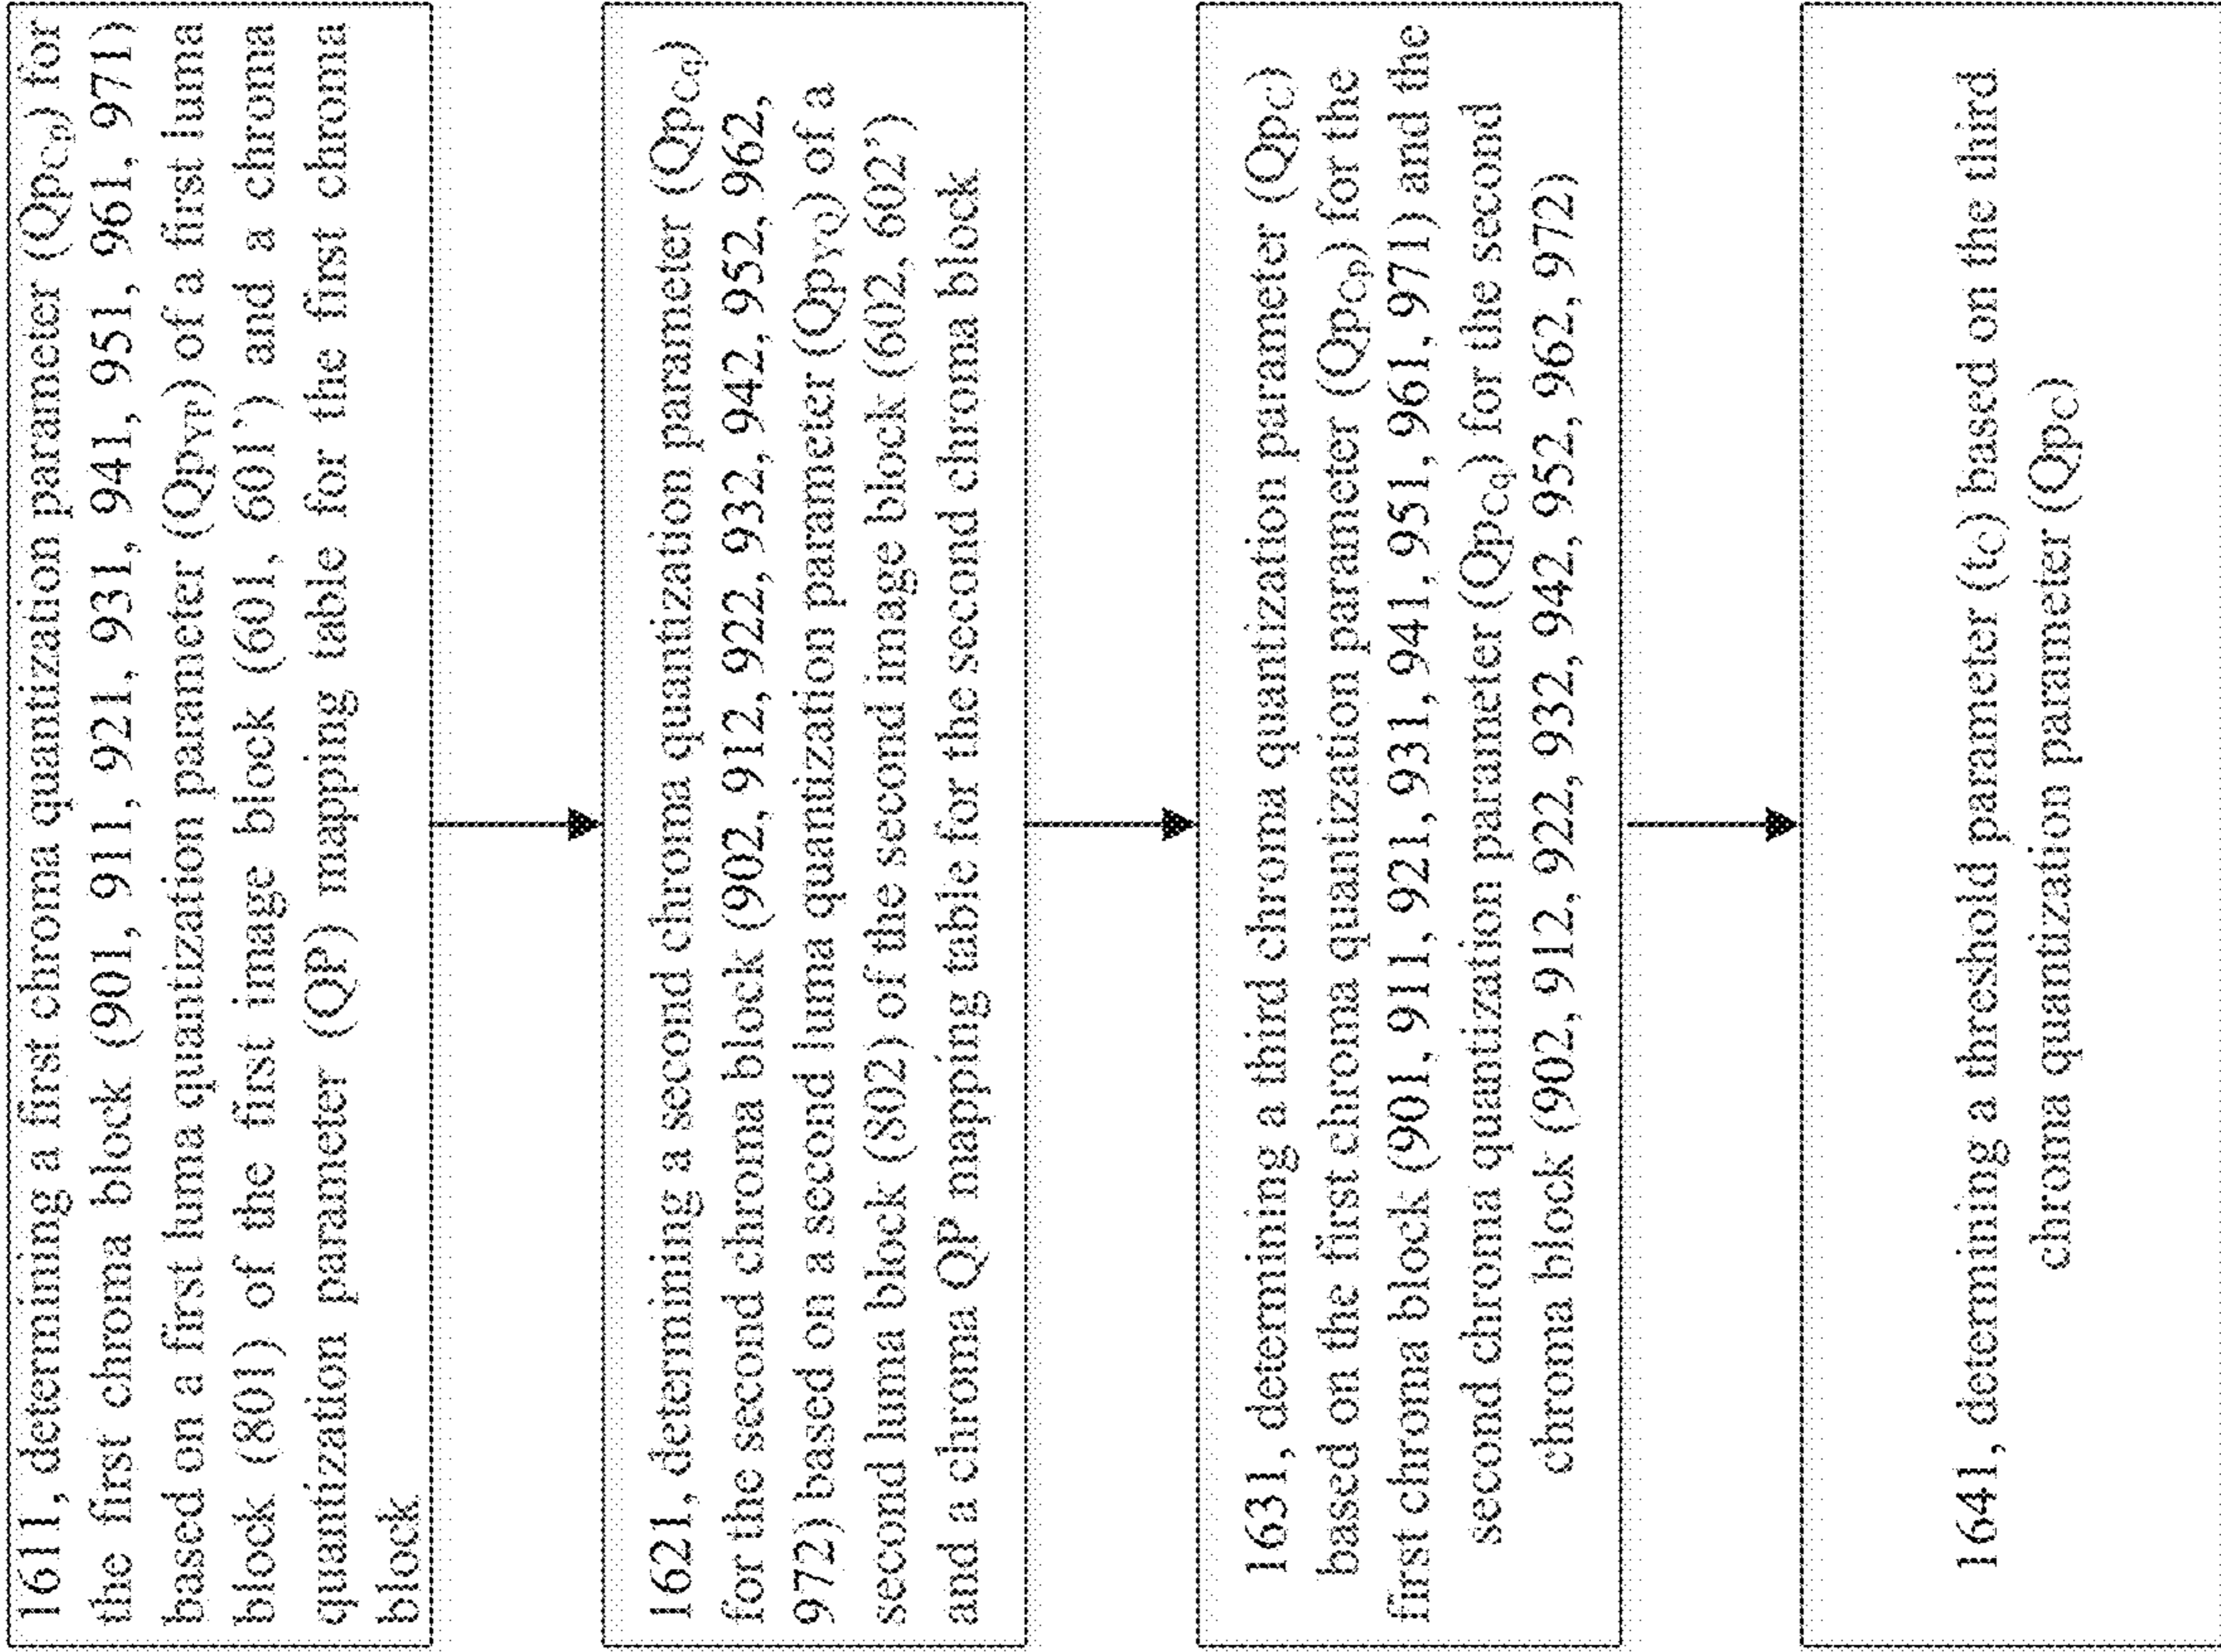 1611, determining a first chroma quantization parameter (QpCp) for
the first chroma block (901, 911, 921, 931, 941, 951, 961, 971)
based on a first luma quantization parameter (QpYP) of a first luma
block (801) of the first image block (601, 601’) and a chroma
quantization parameter (QP) mapping table for the first chroma
block
1621, determining a second chroma quantization parameter (QpCq)
for the second chroma block (902, 912, 922, 932, 942, 952, 962,
972) based on a second luma quantization parameter (QpYQ) of a
second luma block (802) of the second image block (602, 602’)
and a chroma QP mapping table for the second chroma block
1631, determining a third chroma quantization parameter (QpC)
based on the first chroma quantization parameter (QpCp) for the
first chroma block (901, 911, 921, 931, 941, 951, 961, 971) and the
second chroma quantization parameter (QpCq) for the second
chroma block (902, 912, 922, 932, 942, 952, 962, 972)
1641, determining a threshold parameter (tC) based on the third
chroma quantization parameter (QpC)